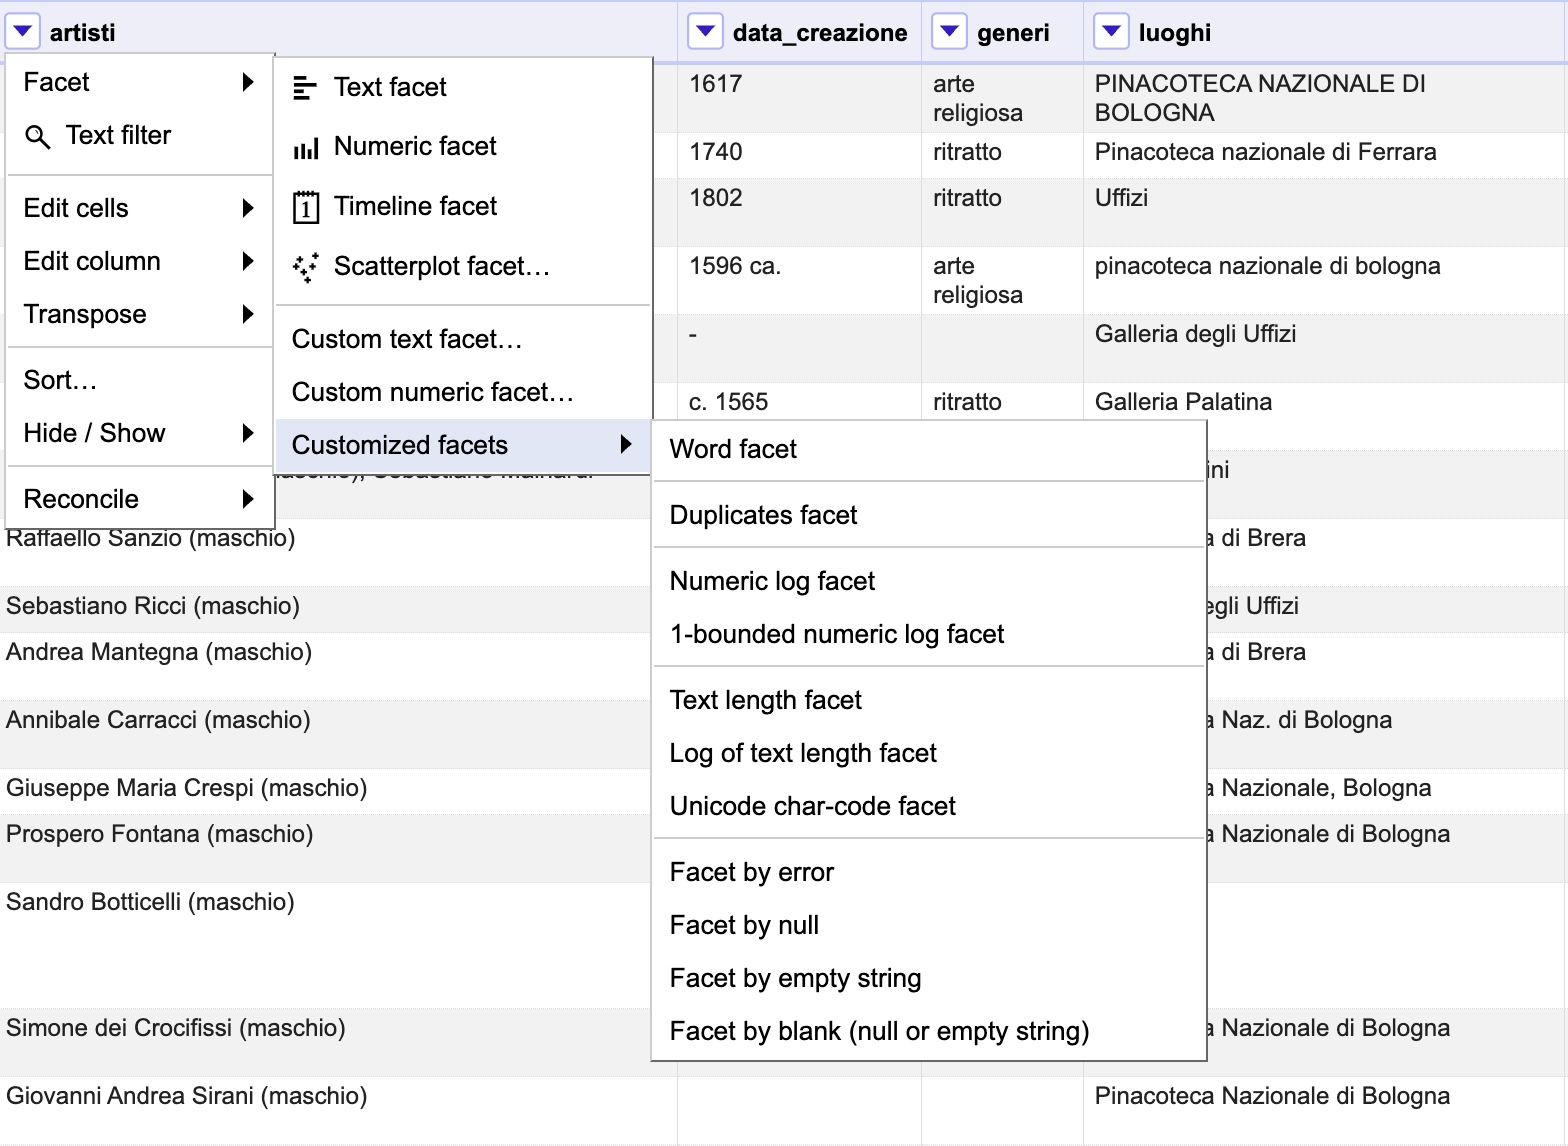 artisti
data_creazione
generi
luoghi
Facet
Text filter
Edit cells
Edit column
Transpose
Sort…
Hide / Show
Reconcile
Text facet
Numeric facet
Timeline facet
Scatterplot facet…
Custom text facet…
Custom numeric facet…
Customized facets
Word facet
Duplicates facet
Numeric log facet
1-bounded numeric log facet
Text length facet
Log of text length facet
Unicode char-code facet
Facet by error
Facet by null
Facet by empty string
Facet by blank (null or empty string)
1617
arte
religiosa
PINACOTECA NAZIONALE DI
BOLOGNA
1740
ritratto
Pinacoteca nazionale di Ferrara
1802
ritratto
Uffizi
1596 ca.
arte
religiosa
pinacoteca nazionale di bologna
-
Galleria degli Uffizi
c. 1565
ritratto
Galleria Palatina
ini
Raffaello Sanzio (maschio)
a di Brera
Sebastiano Ricci (maschio)
egli Uffizi
Andrea Mantegna (maschio)
a di Brera
Annibale Carracci (maschio)
a Naz. di Bologna
Giuseppe Maria Crespi (maschio)
a Nazionale, Bologna
Prospero Fontana (maschio)
a Nazionale di Bologna
Sandro Botticelli (maschio)
Simone dei Crocifissi (maschio)
a Nazionale di Bologna
Giovanni Andrea Sirani (maschio)
Pinacoteca Nazionale di Bologna